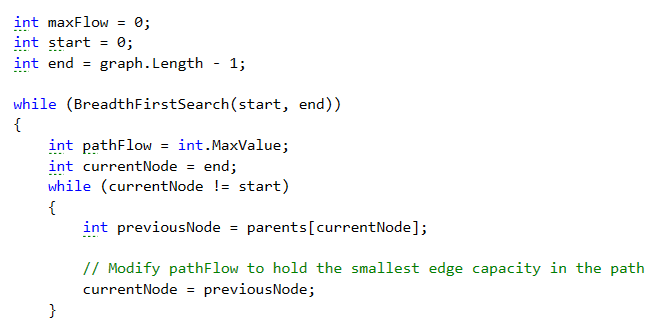 int maxFlow = 0;
int start = 0;
int end = graph.Length - 1;

while (BreadthFirstSearch(start, end))
{
    int pathFlow = int.MaxValue;
    int currentNode = end;
    while (currentNode != start)
    {
        int previousNode = parents[currentNode];

        // Modify pathFlow to hold the smallest edge capacity in the path
        currentNode = previousNode;
    }